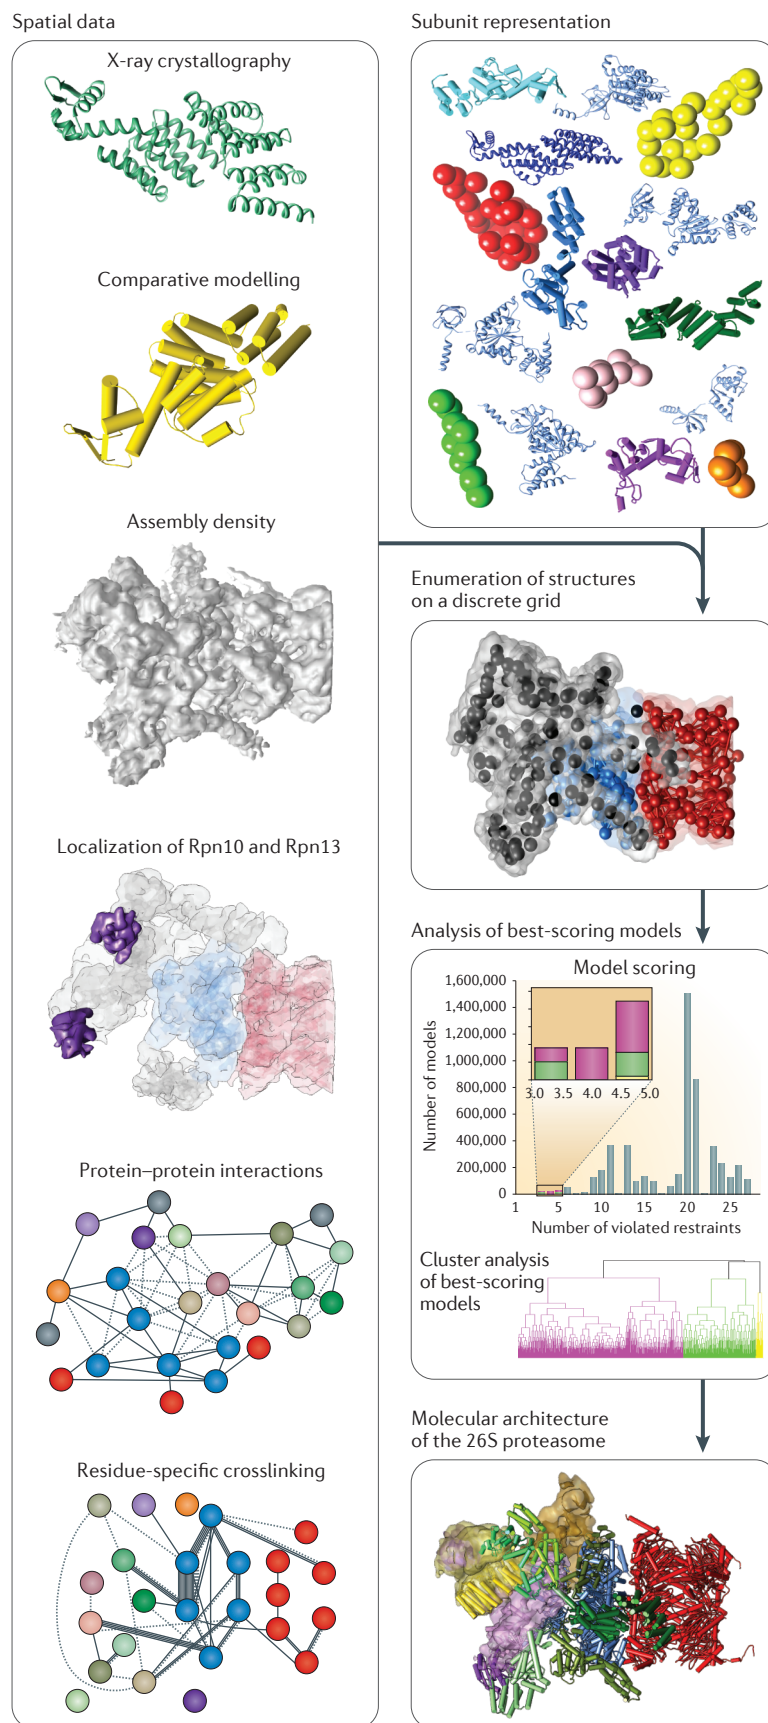 Spatial data
X-ray crystallography
Comparative modelling
Assembly density
Localization of Rpn10 and Rpn13
Protein–protein interactions
Residue-specific crosslinking
Subunit representation
Enumeration of structures
on a discrete grid
Analysis of best-scoring models
Model scoring
Number of models
1,600,000
1,400,000
1,200,000
1,000,000
800,000
600,000
400,000
200,000
0
3.0 3.5 4.0 4.5 5.0
1 5 10 15 20 25
Number of violated restraints
Cluster analysis
of best-scoring
models
Molecular architecture
of the 26S proteasome